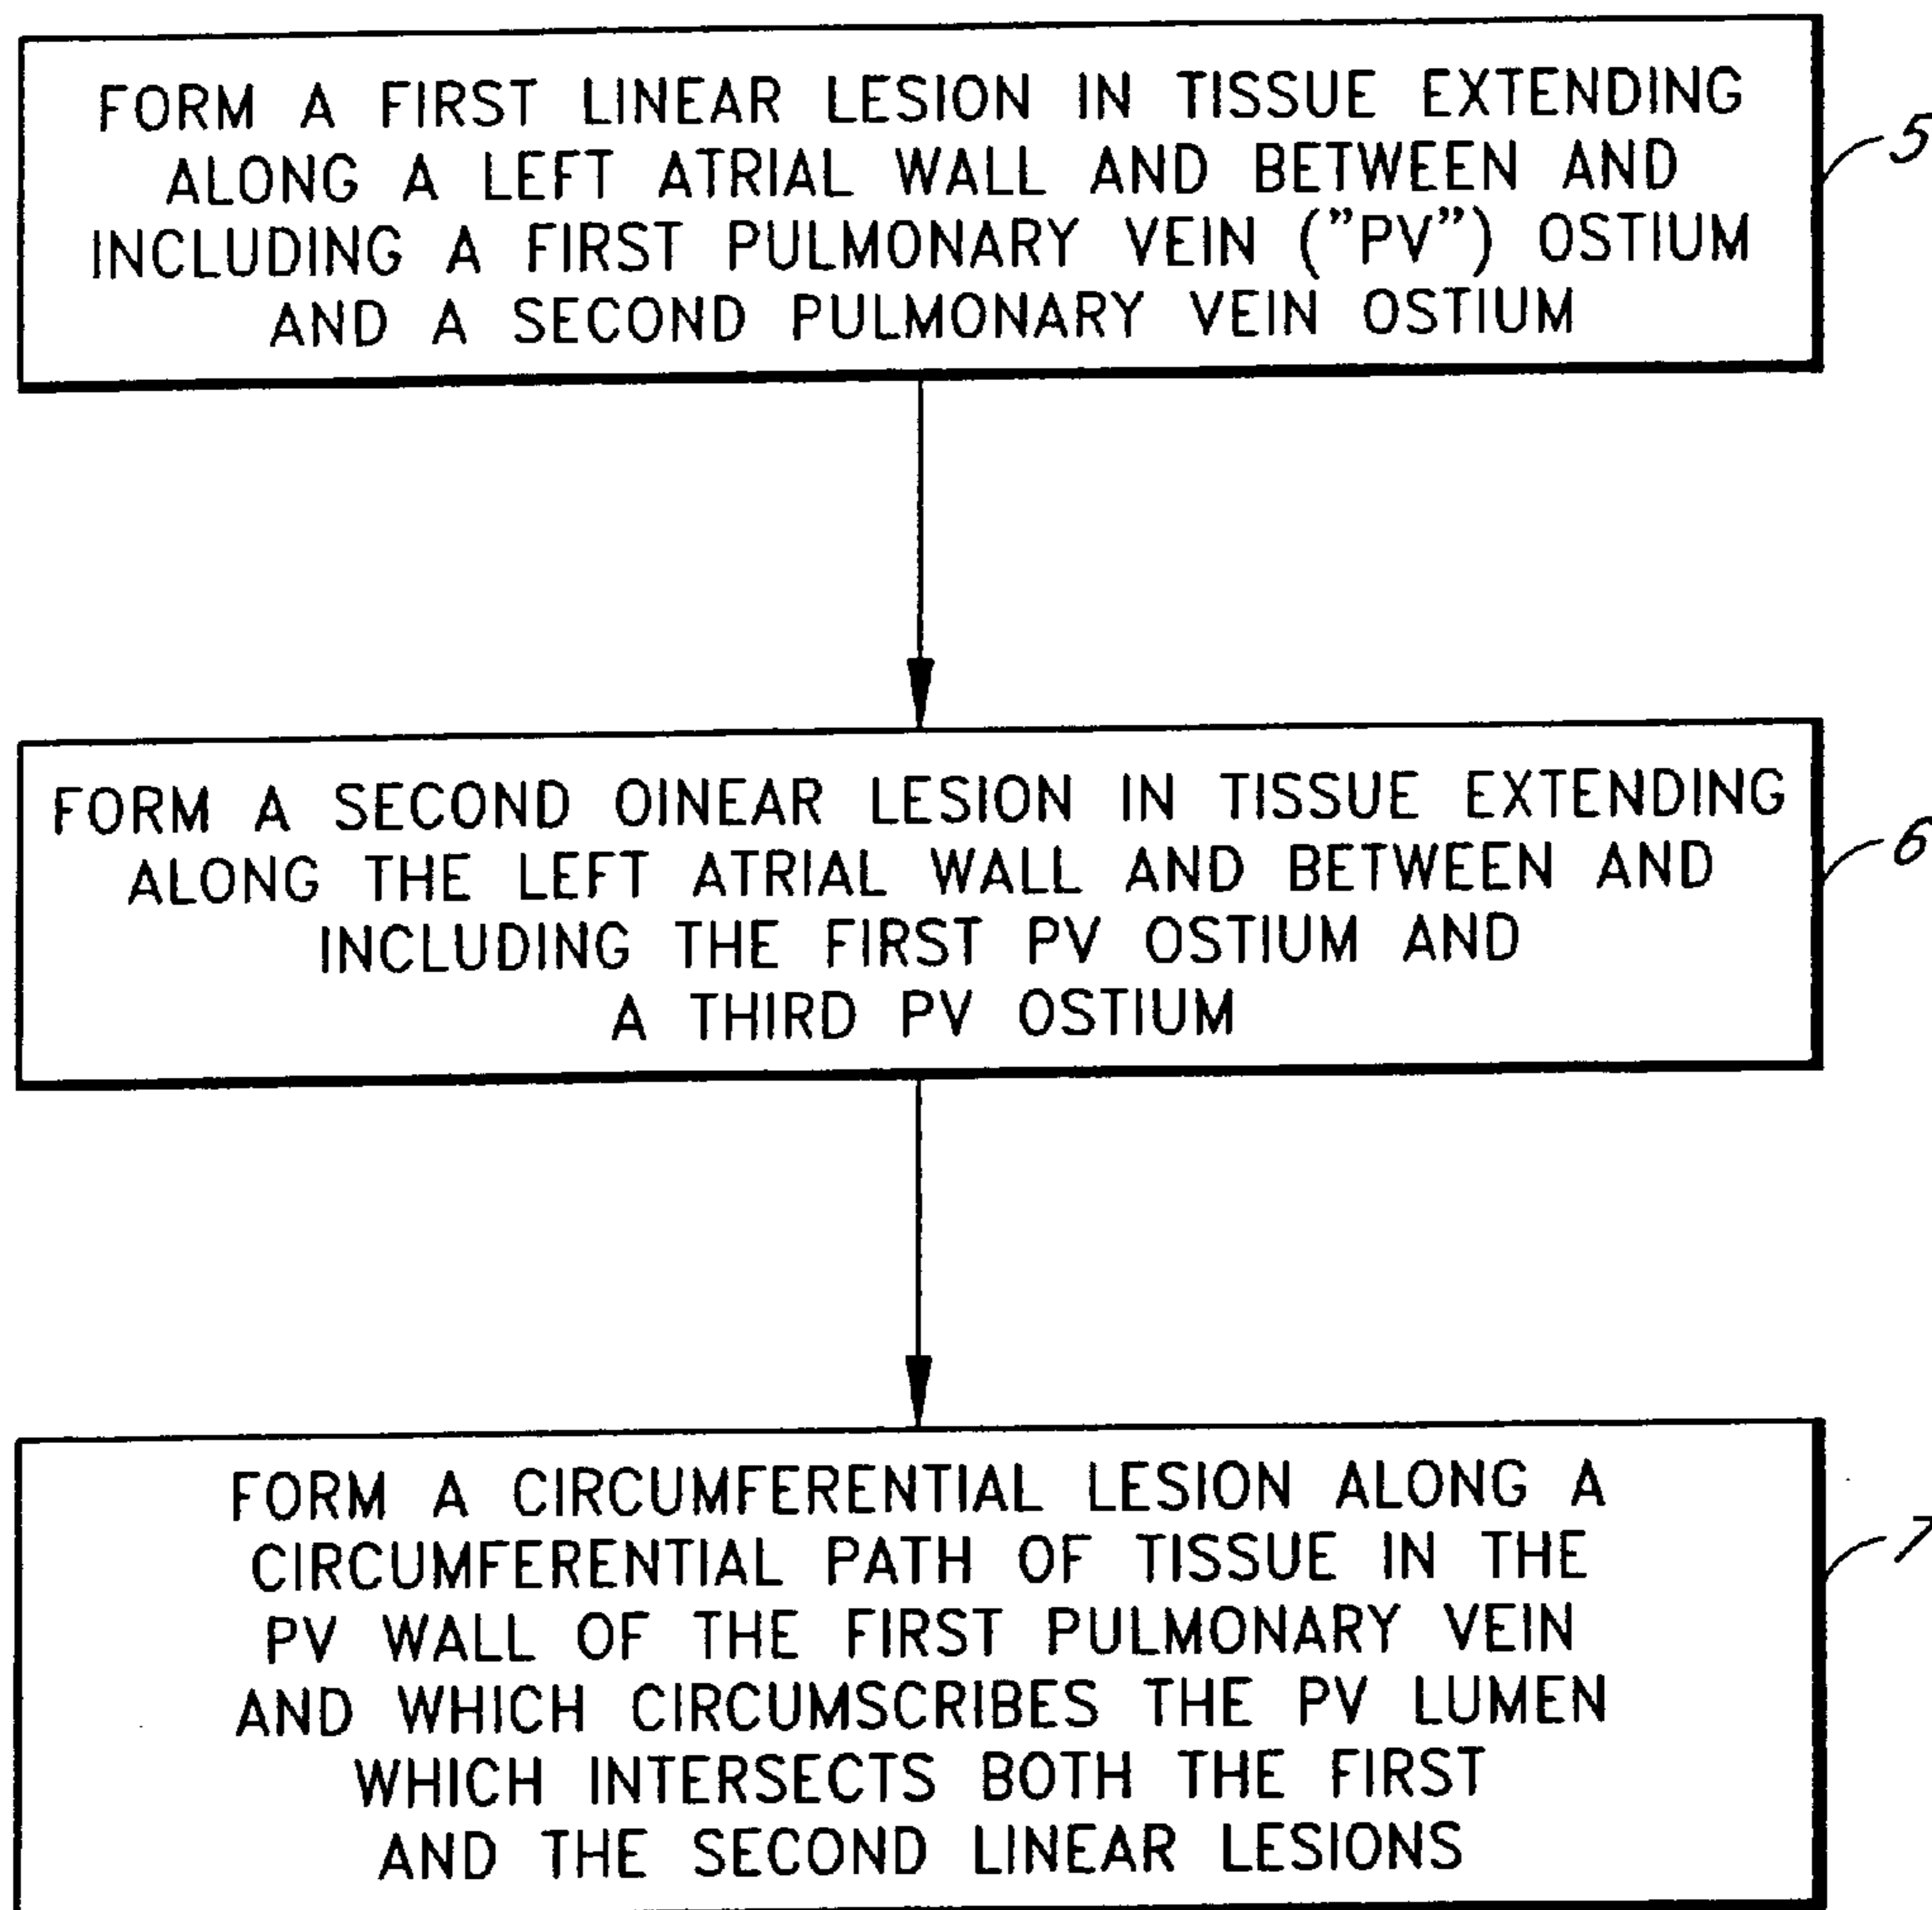 FORM A FIRST LINEAR LESION IN TISSUE EXTENDING
ALONG A LEFT ATRIAL WALL AND BETWEEN AND
INCLUDING A FIRST PULMONARY VEIN ("PV") OSTIUM
AND A SECOND PULMONARY VEIN OSTIUM
5
FORM A SECOND OINEAR LESION IN TISSUE EXTENDING
ALONG THE LEFT ATRIAL WALL AND BETWEEN AND
INCLUDING THE FIRST PV OSTIUM AND
A THIRD PV OSTIUM
6
FORM A CIRCUMFERENTIAL LESION ALONG A
CIRCUMFERENTIAL PATH OF TISSUE IN THE
PV WALL OF THE FIRST PULMONARY VEIN
AND WHICH CIRCUMSCRIBES THE PV LUMEN
WHICH INTERSECTS BOTH THE FIRST
AND THE SECOND LINEAR LESIONS
7